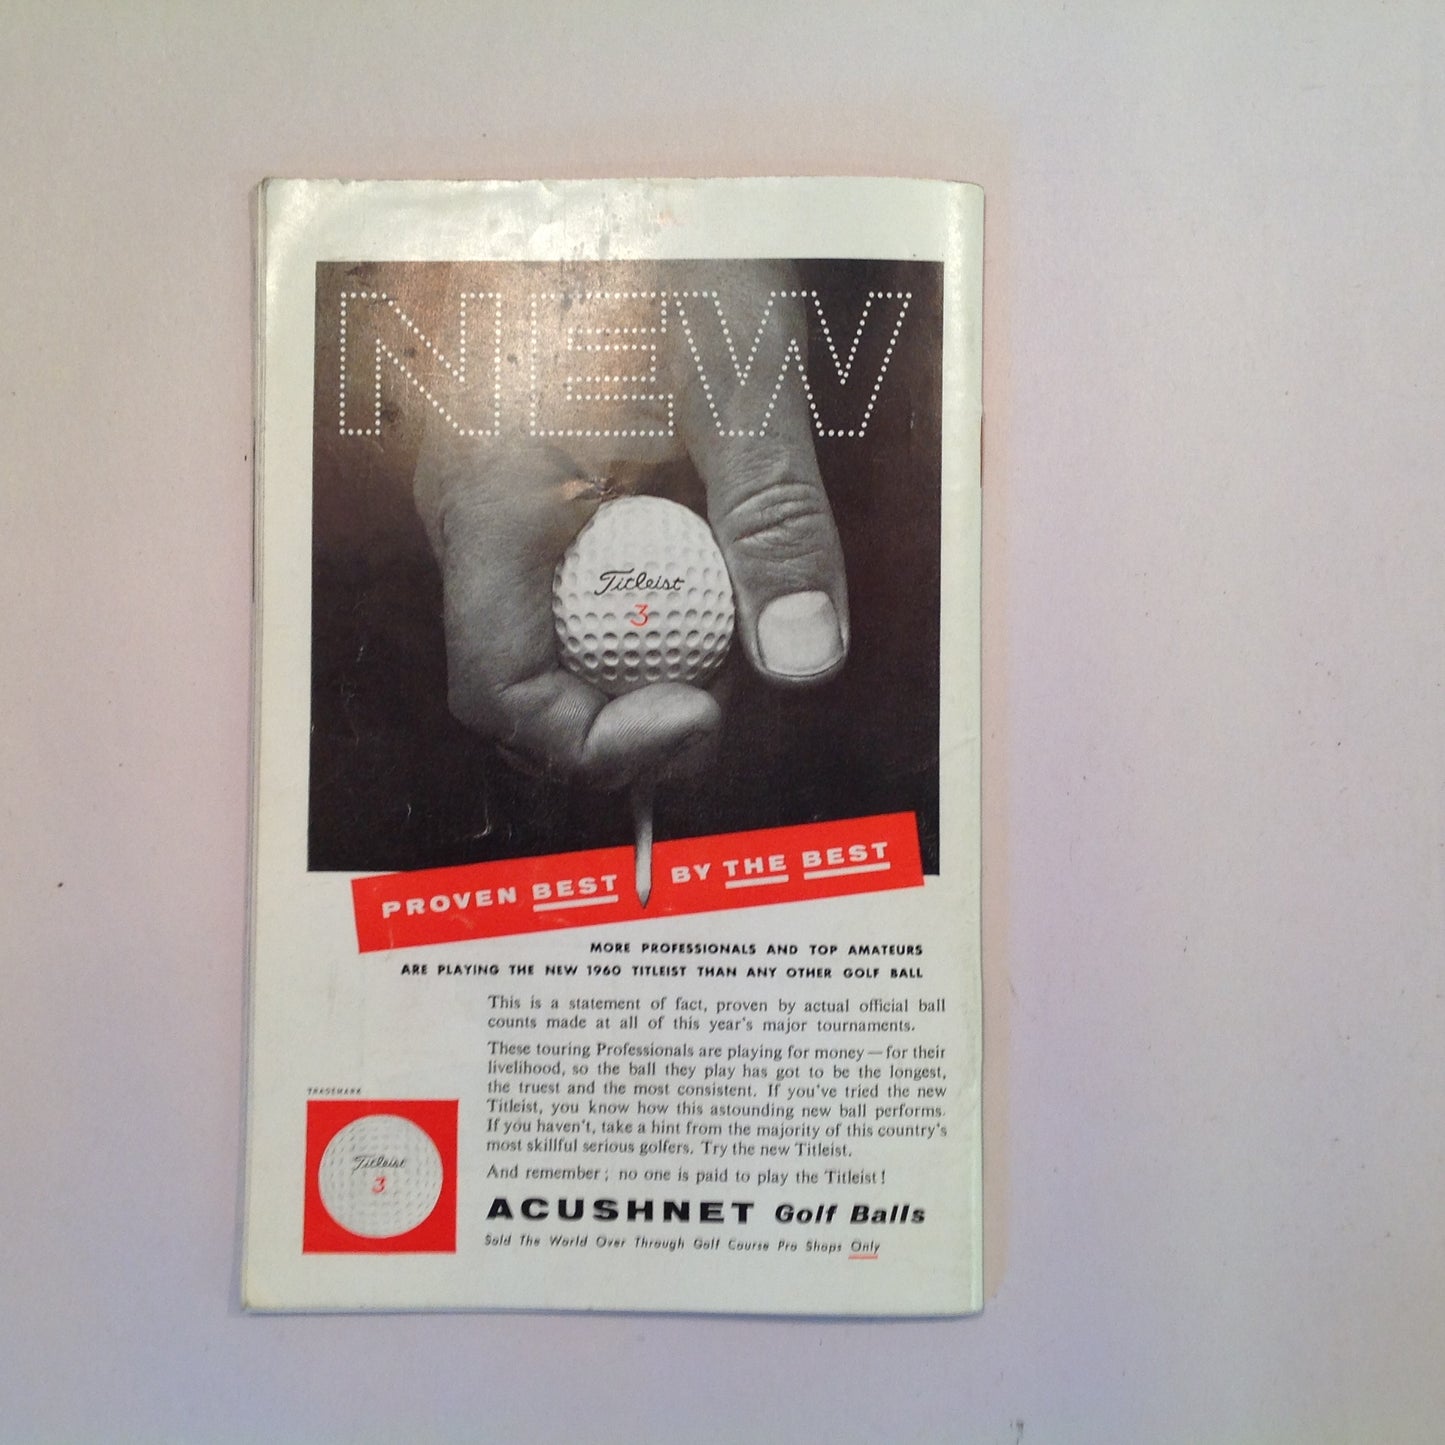 NEW
Titleist
3
PROVEN BEST BY THE BEST
MORE PROFESSIONALS AND TOP AMATEURS
ARE PLAYING THE NEW 1960 TITLEIST THAN ANY OTHER GOLF BALL
This is a statement of fact, proven by actual official ball
counts made at all of this year's major tournaments.
These touring Professionals are playing for money—for their
livelihood, so the ball they play has got to be the longest,
the truest and the most consistent. If you've tried the new
Titleist, you know how this astounding new ball performs.
If you haven't, take a hint from the majority of this country's
most skillful serious golfers. Try the new Titleist.
And remember; no one is paid to play the Titleist!
TRADEMARK
Titleist
3
ACUSHNET Golf Balls
Sold The World Over Through Golf Course Pro Shops Only